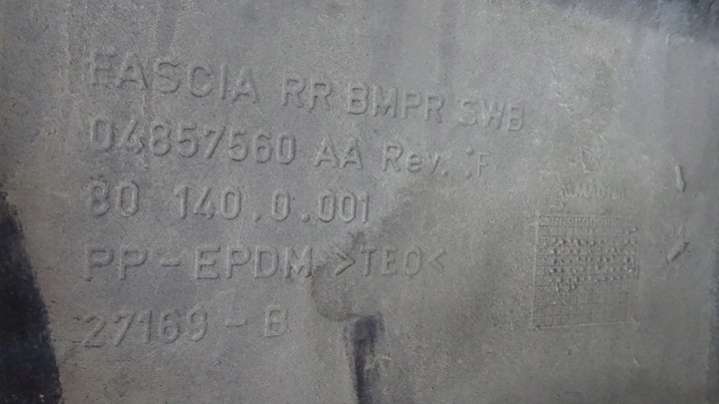 FASCIA RR BMPR SWB
04857560 AA Rev. :F
80 140.0.001
PP-EPDM >TEO<
27169-B